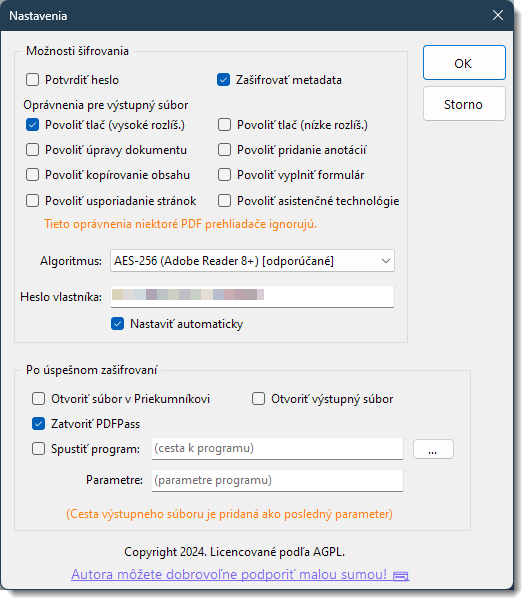 Nastavenia
Možnosti šifrovania
OK
Potvrdiť heslo
Zašifrovať metadata
Storno
Oprávnenia pre výstupný súbor
Povoliť tlač (vysoké rozlíš.)
Povoliť tlač (nízke rozlíš.)
Povoliť úpravy dokumentu
Povoliť pridanie anotácií
Povoliť kopírovanie obsahu
Povoliť vyplniť formulár
Povoliť usporiadanie stránok
Povoliť asistenčné technológie
Tieto oprávnenia niektoré PDF prehliadače ignorujú.
Algoritmus:
AES-256 (Adobe Reader 8+) [odporúčané]
Heslo vlastníka:
Nastaviť automaticky
Po úspešnom zašifrovaní
Otvoriť súbor v Priekumníkovi
Otvoriť výstupný súbor
Zatvoriť PDFPass
Spustiť program:
(cesta k programu)
...
Parametre:
(parametre programu)
(Cesta výstupneho súboru je pridaná ako posledný parameter)
Copyright 2024. Licencované podľa AGPL.
Autora môžete dobrovoľne podporiť malou sumou!